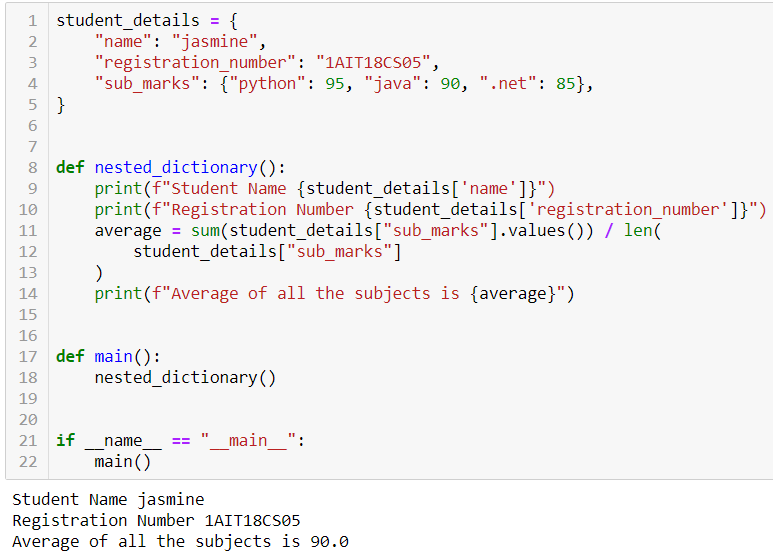 1 student_details = {
2     "name": "jasmine",
3     "registration_number": "1AIT18CS05",
4     "sub_marks": {"python": 95, "java": 90, ".net": 85},
5 }
6
7
8 def nested_dictionary():
9     print(f"Student Name {student_details['name']}")
10     print(f"Registration Number {student_details['registration_number']}")
11     average = sum(student_details["sub_marks"].values()) / len(
12         student_details["sub_marks"]
13     )
14     print(f"Average of all the subjects is {average}")
15
16
17 def main():
18     nested_dictionary()
19
20
21 if __name__ == "__main__":
22     main()
Student Name jasmine
Registration Number 1AIT18CS05
Average of all the subjects is 90.0